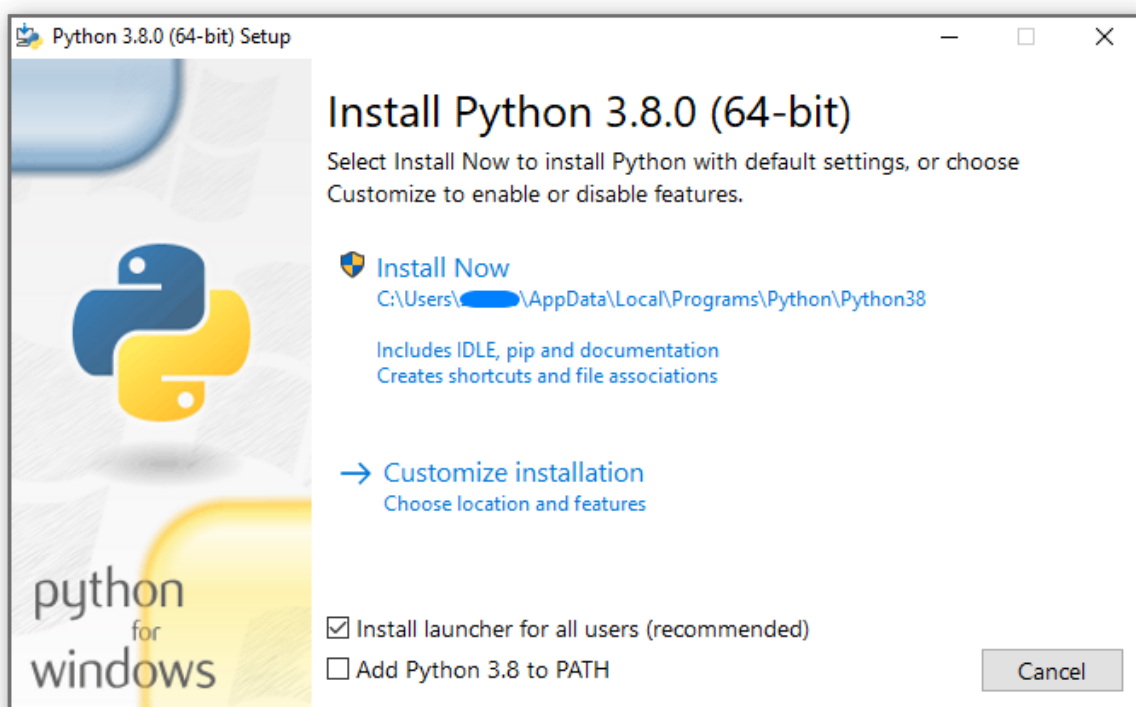 Python 3.8.0 (64-bit) Setup
Install Python 3.8.0 (64-bit)
Select Install Now to install Python with default settings, or choose
Customize to enable or disable features.
Install Now
C:\Users\ \AppData\Local\Programs\Python\Python38
Includes IDLE, pip and documentation
Creates shortcuts and file associations
Customize installation
Choose location and features
python
for
windows
Install launcher for all users (recommended)
Add Python 3.8 to PATH
Cancel